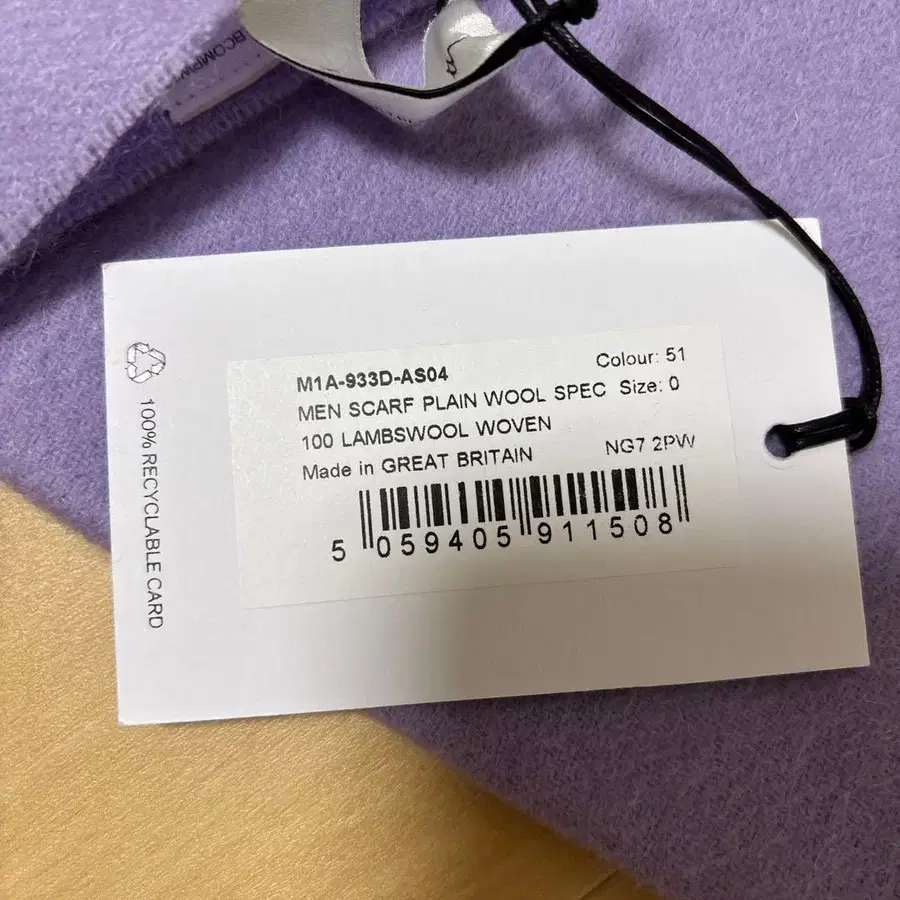 M1A-933D-AS04 Colour: 51
MEN SCARF PLAIN WOOL SPEC Size: 0
100 LAMBSWOOL WOVEN
Made in GREAT BRITAIN NG7 2PW
5 059405 911508
100% RECYCLABLE CARD